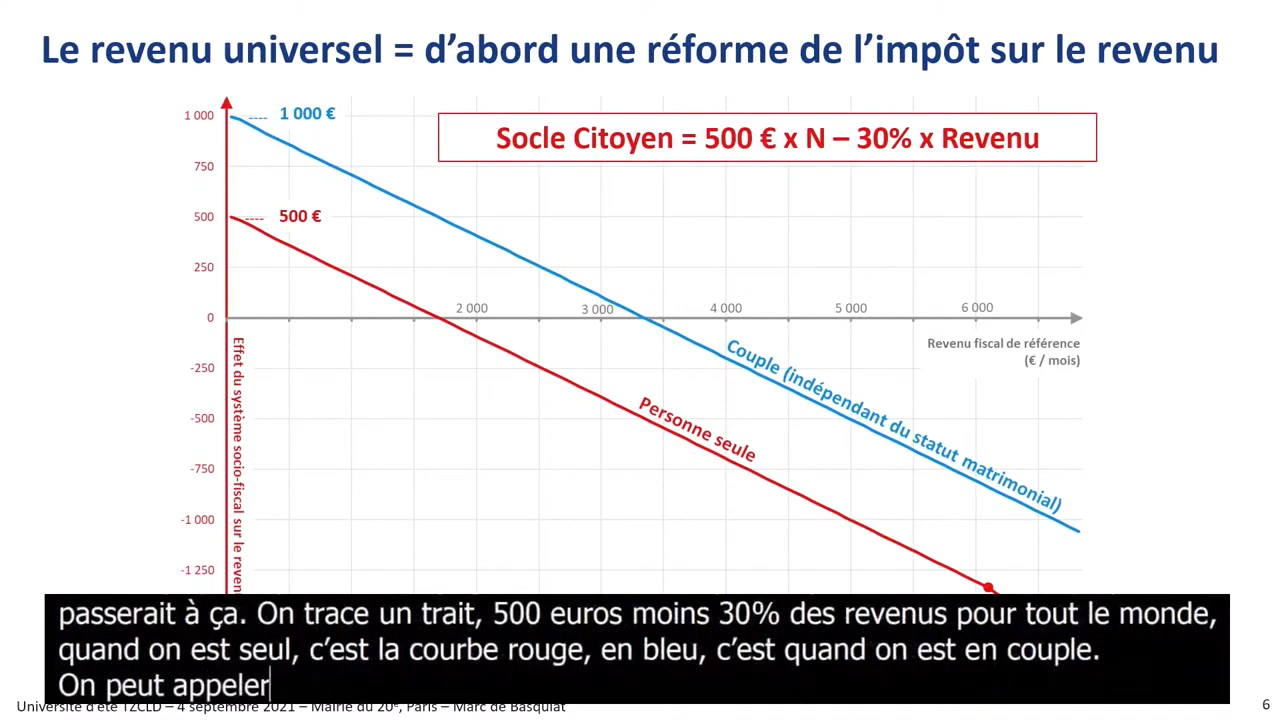 Le revenu universel = d’abord une réforme de l’impôt sur le revenu
1 000 €
Socle Citoyen = 500 € x N – 30% x Revenu
500 €
1 000
750
500
250
0
-250
-500
-750
-1 000
-1 250
2 000
3 000
4 000
5 000
6 000
Revenu fiscal de référence
(€ / mois)
Effet du système socio-fiscal sur le
Couple (indépendant du statut matrimonial)
Personne seule
passerait à ça. On trace un trait, 500 euros moins 30% des revenus pour tout le monde,
quand on est seul, c’est la courbe rouge, en bleu, c’est quand on est en couple.
On peut appeler
Université d’été TZCLD – 4 septembre 2021 – Mairie du 20e, Paris – Marc de Basquiat
6